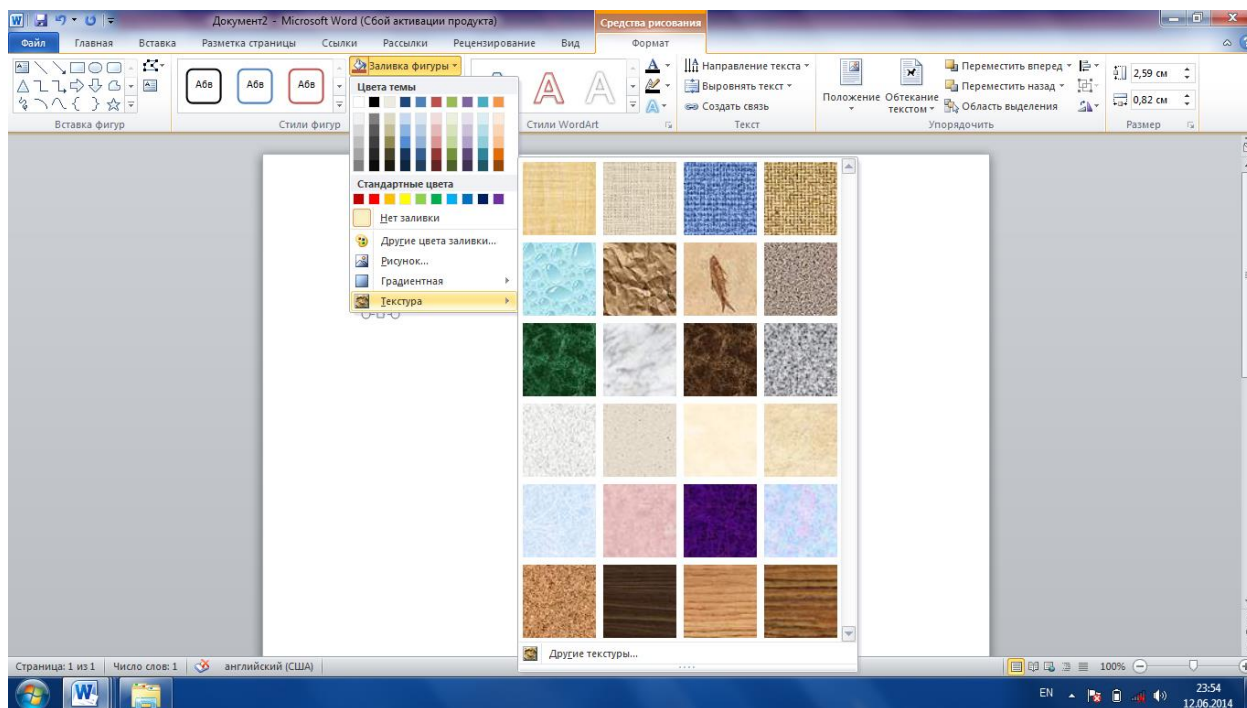 Документ2 - Microsoft Word (Сбой активации продукта)
Средства рисования
Файл Главная Вставка Разметка страницы Ссылки Рассылки Рецензирование Вид Формат
Заливка фигуры
Абв Абв Абв
Вставка фигур
Стили фигур
Стили WordArt
Направление текста
Выровнять текст
Создать связь
Текст
Положение
Обтекание текстом
Переместить вперед
Переместить назад
Область выделения
Упорядочить
2,59 см
0,82 см
Размер
Цвета темы
Стандартные цвета
Нет заливки
Другие цвета заливки...
Рисунок...
Градиентная
Текстура
Другие текстуры...
Страница: 1 из 1 Число слов: 1 английский (США) 100%
EN 23:54
12.06.2014